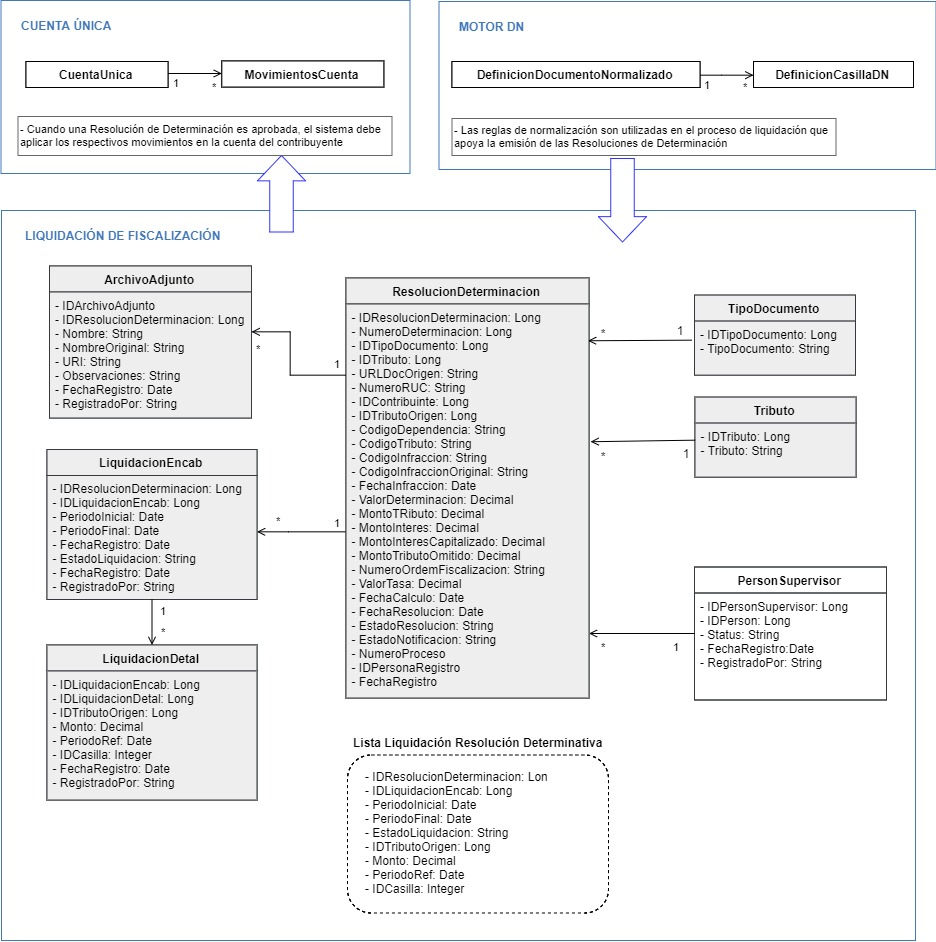 CUENTA ÚNICA
CuentaUnica
1
*
MovimientosCuenta
- Cuando una Resolución de Determinación es aprobada, el sistema debe
aplicar los respectivos movimientos en la cuenta del contribuyente
MOTOR DN
DefinicionDocumentoNormalizado
1
*
DefinicionCasillaDN
- Las reglas de normalización son utilizadas en el proceso de liquidación que
apoya la emisión de las Resoluciones de Determinación
LIQUIDACIÓN DE FISCALIZACIÓN
ArchivoAdjunto
- IDArchivoAdjunto
- IDResolucionDeterminacion: Long
- Nombre: String
- NombreOriginal: String
- URI: String
- Observaciones: String
- FechaRegistro: Date
- RegistradoPor: String
*
1
LiquidacionEncab
- IDResolucionDeterminacion: Long
- IDLiquidacionEncab: Long
- PeriodoInicial: Date
- PeriodoFinal: Date
- FechaRegistro: Date
- EstadoLiquidacion: String
- FechaRegistro: Date
- RegistradoPor: String
*
1
1
*
LiquidacionDetal
- IDLiquidacionEncab: Long
- IDLiquidacionDetal: Long
- IDTributoOrigen: Long
- Monto: Decimal
- PeriodoRef: Date
- IDCasilla: Integer
- FechaRegistro: Date
- RegistradoPor: String
ResolucionDeterminacion
- IDResolucionDeterminacion: Long
- NumeroDeterminacion: Long
- IDTipoDocumento: Long
- IDTributo: Long
- URLDocOrigen: String
- NumeroRUC: String
- IDContribuinte: Long
- IDTributoOrigen: Long
- CodigoDependencia: String
- CodigoTributo: String
- CodigoInfraccion: String
- CodigoInfraccionOriginal: String
- FechaInfraccion: Date
- ValorDeterminacion: Decimal
- MontoTRibuto: Decimal
- MontoInteres: Decimal
- MontoInteresCapitalizado: Decimal
- MontoTributoOmitido: Decimal
- NumeroOrdemFiscalizacion: String
- ValorTasa: Decimal
- FechaCalculo: Date
- FechaResolucion: Date
- EstadoResolucion: String
- EstadoNotificacion: String
- NumeroProceso
- IDPersonaRegistro
- FechaRegistro
*
1
TipoDocumento
- IDTipoDocumento: Long
- TipoDocumento: String
*
1
Tributo
- IDTributo: Long
- Tributo: String
*
1
PersonSupervisor
- IDPersonSupervisor: Long
- IDPerson: Long
- Status: String
- FechaRegistro:Date
- RegistradoPor: String
Lista Liquidación Resolución Determinativa
- IDResolucionDeterminacion: Lon
- IDLiquidacionEncab: Long
- PeriodoInicial: Date
- PeriodoFinal: Date
- EstadoLiquidacion: String
- IDTributoOrigen: Long
- Monto: Decimal
- PeriodoRef: Date
- IDCasilla: Integer